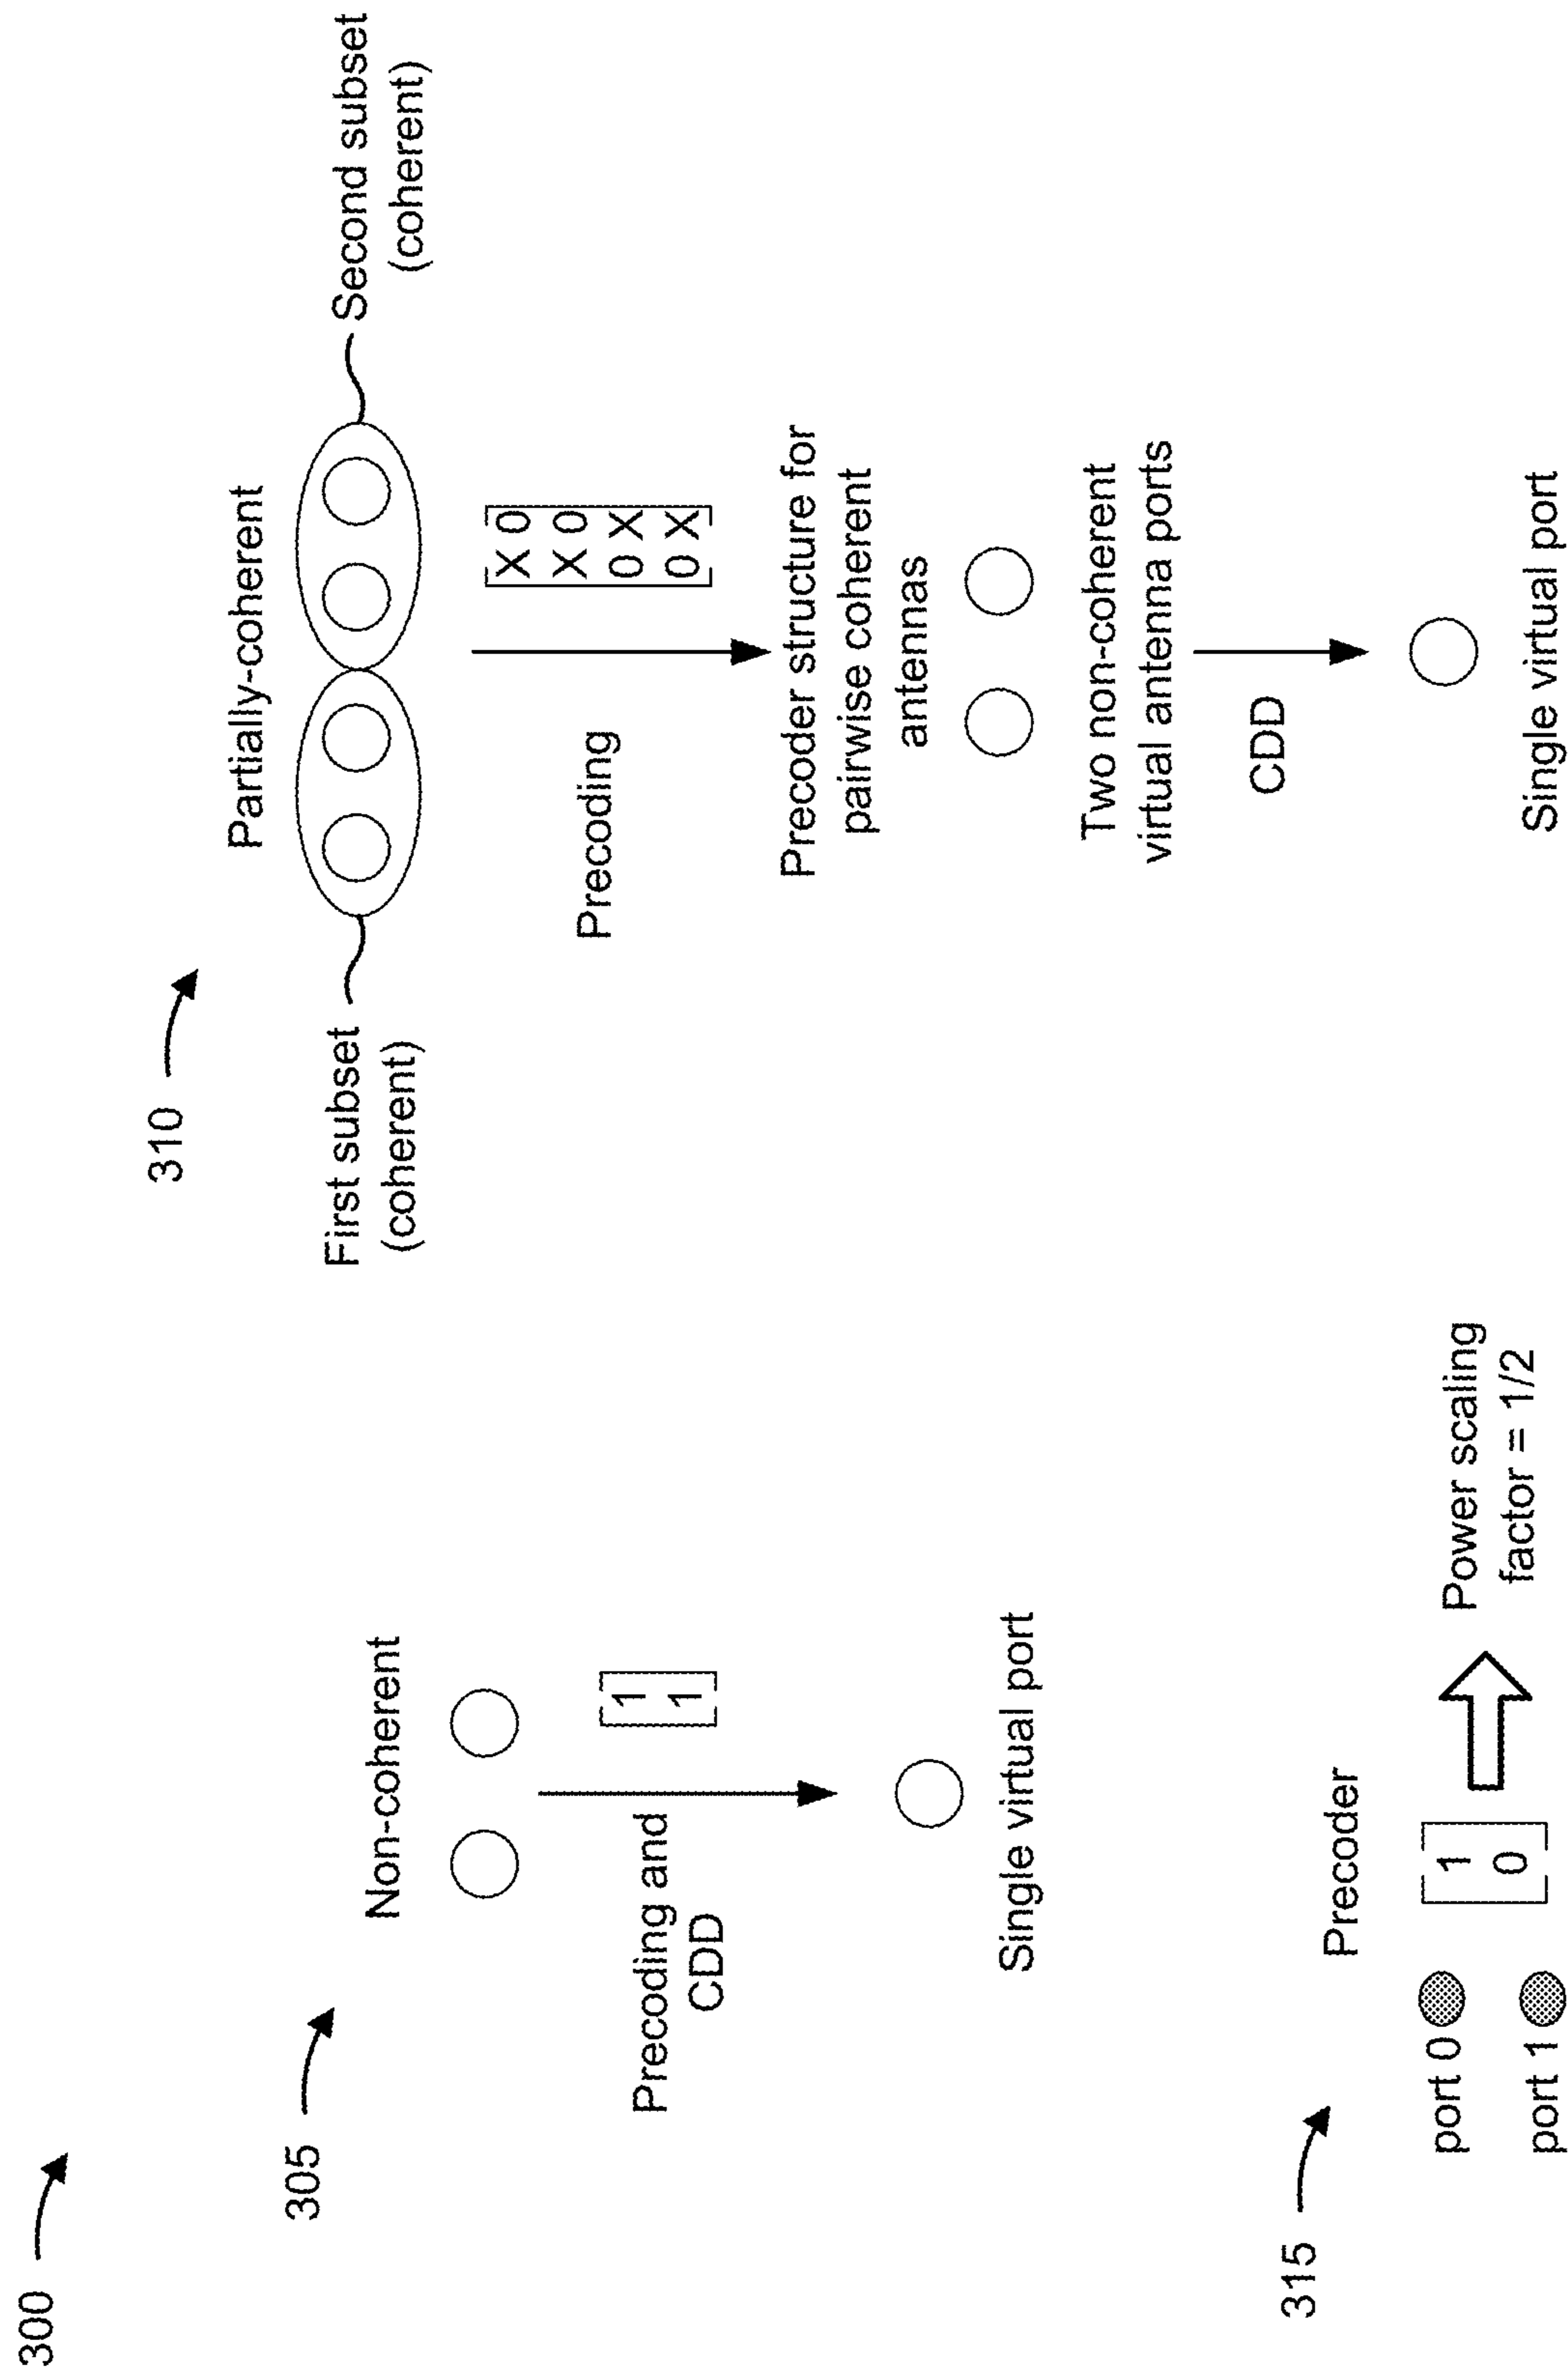 300
305
Non-coherent
Precoding and
CDD
1
1
Single virtual port
310
Partially-coherent
First subset
(coherent)
Second subset
(coherent)
Precoding
X 0
X 0
0 X
0 X
Precoder structure for
pairwise coherent
antennas
Two non-coherent
virtual antenna ports
CDD
Single virtual port
315
Precoder
port 0
port 1
1
0
Power scaling
factor = 1/2